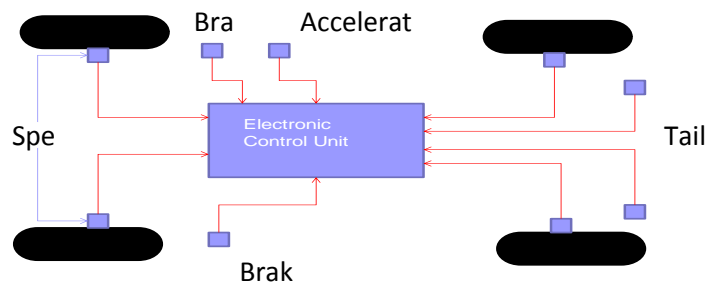 Bra
Accelerat
Electronic
Control Unit
Spe
Tail
Brak